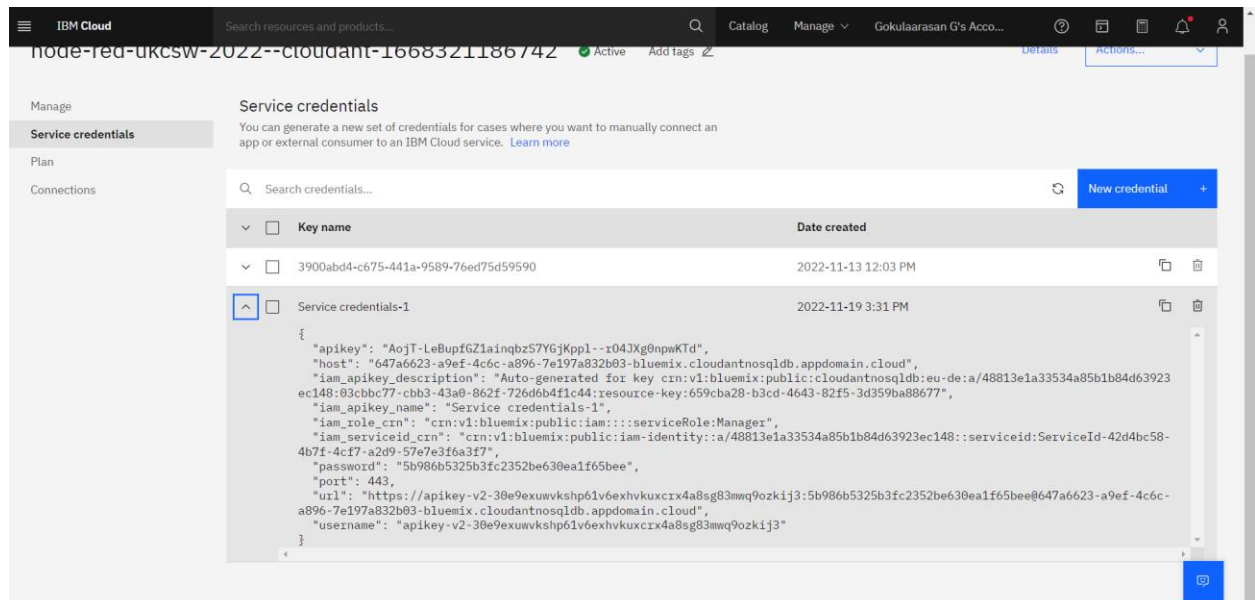 IBM Cloud
Search resources and products...
Catalog
Manage
Gokulaarasan G's Acco...
node-red-ukcsw-2022--cloudant-1668321186742
Active
Add tags
Details
Actions...
Manage
Service credentials
Plan
Connections
Service credentials
You can generate a new set of credentials for cases where you want to manually connect an
app or external consumer to an IBM Cloud service. Learn more
Search credentials...
New credential +
Key name
Date created
3900abd4-c675-441a-9589-76ed75d59590
2022-11-13 12:03 PM
Service credentials-1
2022-11-19 3:31 PM
{
"apikey": "AojT-LeBupfGZ1ainqbzS7YGjKppl--rO4JXg0npwKTd",
"host": "647a6623-a9ef-4c6c-a896-7e197a832b03-bluemix.cloudantnosqldb.appdomain.cloud",
"iam_apikey_description": "Auto-generated for key crn:v1:bluemix:public:cloudantnosqldb:eu-de:a/48813e1a33534a85b1b84d63923
ec148:03cbbc77-cbb3-43a0-862f-726d6b4f1c44:resource-key:659cba28-b3cd-4643-82f5-3d359ba88677",
"iam_apikey_name": "Service credentials-1",
"iam_role_crn": "crn:v1:bluemix:public:iam::::serviceRole:Manager",
"iam_serviceid_crn": "crn:v1:bluemix:public:iam-identity::a/48813e1a33534a85b1b84d63923ec148::serviceid:ServiceId-42d4bc58-
4b7f-4cf7-a2d9-57e7e3f6a3f7",
"password": "5b986b5325b3fc2352be630ea1f65bee",
"port": 443,
"url": "https://apikey-v2-30e9exuwvkshp61v6exhvkuxcrx4a8sg83mwq9ozkij3:5b986b5325b3fc2352be630ea1f65bee@647a6623-a9ef-4c6c-
a896-7e197a832b03-bluemix.cloudantnosqldb.appdomain.cloud",
"username": "apikey-v2-30e9exuwvkshp61v6exhvkuxcrx4a8sg83mwq9ozkij3"
}